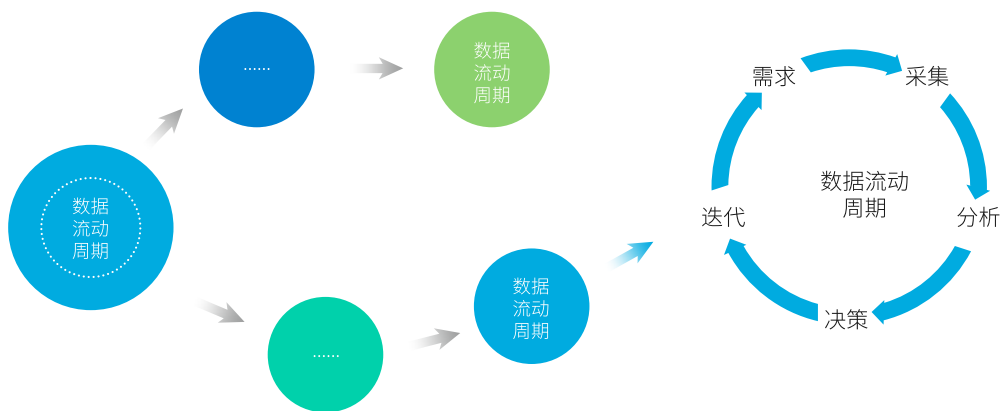 ……
数据
流动
周期
数据
流动
周期
……
数据
流动
周期
需求
采集
分析
决策
迭代
数据流动
周期